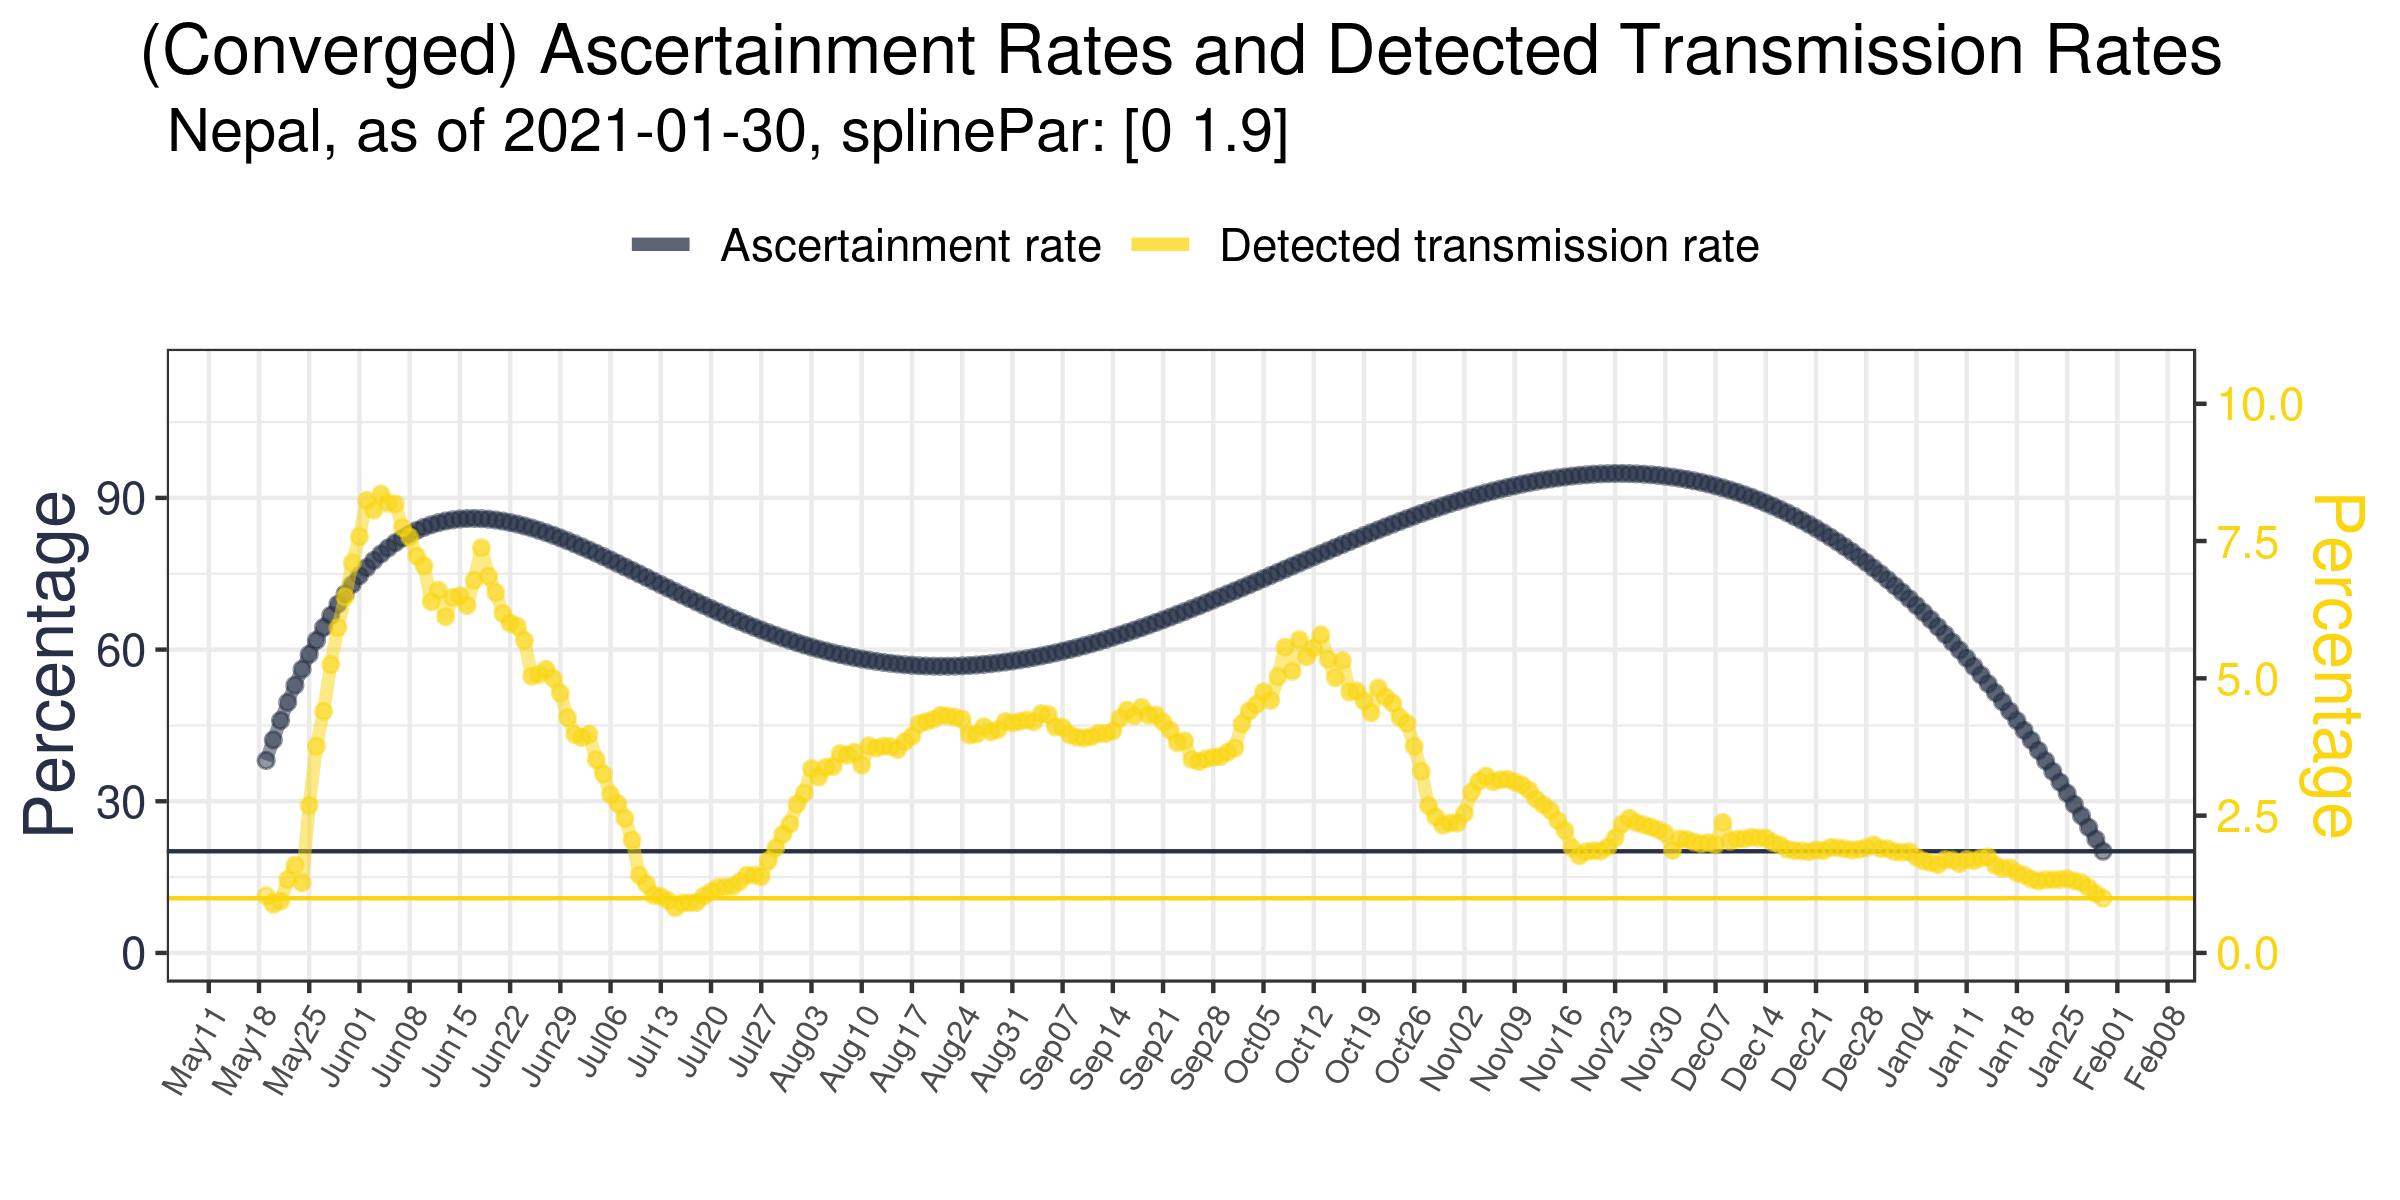 (Converged) Ascertainment Rates and Detected Transmission Rates
Nepal, as of 2021-01-30, splinePar: [0 1.9]
Ascertainment rate Detected transmission rate
Percentage
90
60
30
0
10.0
7.5
5.0
2.5
0.0
Percentage
May11 May18 May25 Jun01 Jun08 Jun15 Jun22 Jun29 Jul06 Jul13 Jul20 Jul27 Aug03 Aug10 Aug17 Aug24 Aug31 Sep07 Sep14 Sep21 Sep28 Oct05 Oct12 Oct19 Oct26 Nov02 Nov09 Nov16 Nov23 Nov30 Dec07 Dec14 Dec21 Dec28 Jan04 Jan11 Jan18 Jan25 Feb01 Feb08